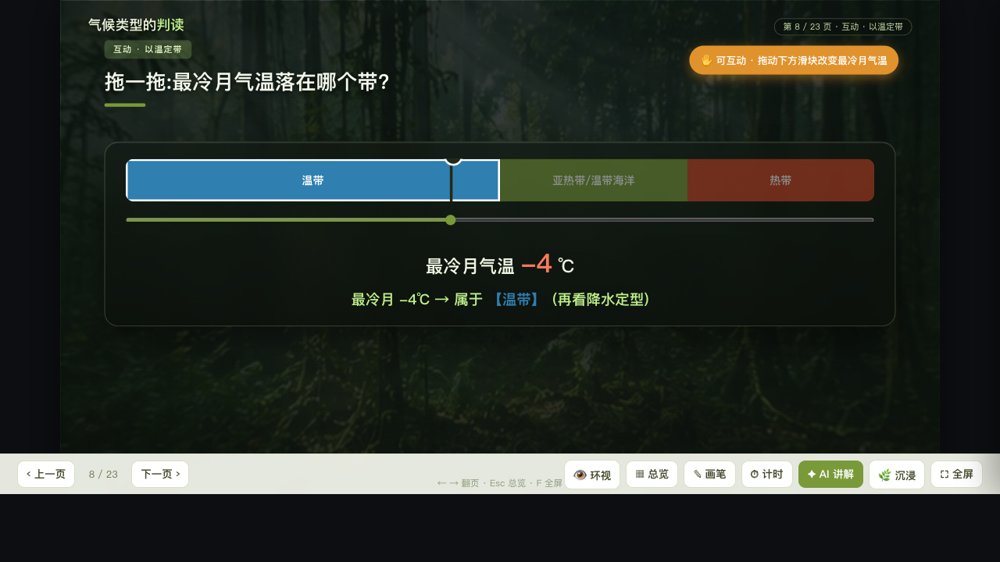 气候类型的判读
第 8 / 23 页 · 互动 · 以温定带
互动 · 以温定带
🖐 可互动 · 拖动下方滑块改变最冷月气温
拖一拖:最冷月气温落在哪个带?
温带
亚热带/温带海洋
热带
最冷月气温 −4 ℃
最冷月 −4℃ → 属于 【温带】 (再看降水定型)
‹ 上一页
8 / 23
下一页 ›
← → 翻页 · Esc 总览 · F 全屏
👁 环视
▦ 总览
✎ 画笔
⏱ 计时
✦ AI 讲解
🌿 沉浸
⛶ 全屏